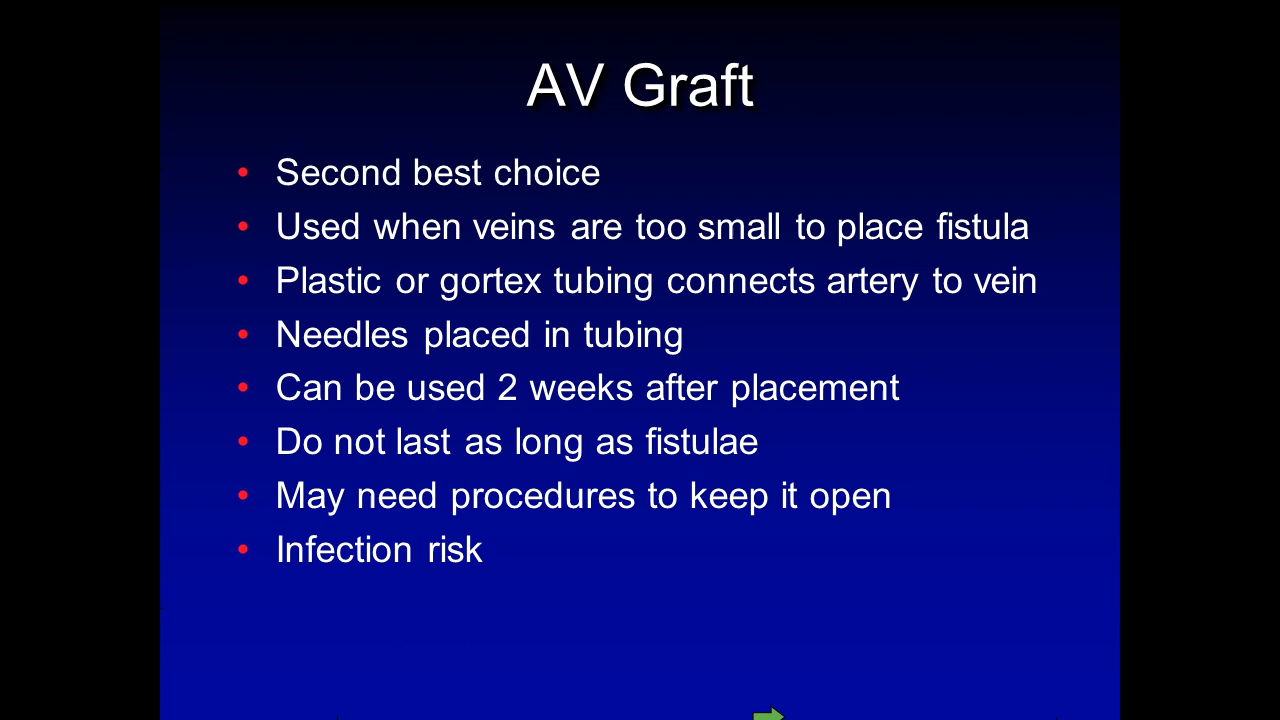 AV Graft
• Second best choice
• Used when veins are too small to place fistula
• Plastic or gortex tubing connects artery to vein
• Needles placed in tubing
• Can be used 2 weeks after placement
• Do not last as long as fistulae
• May need procedures to keep it open
• Infection risk